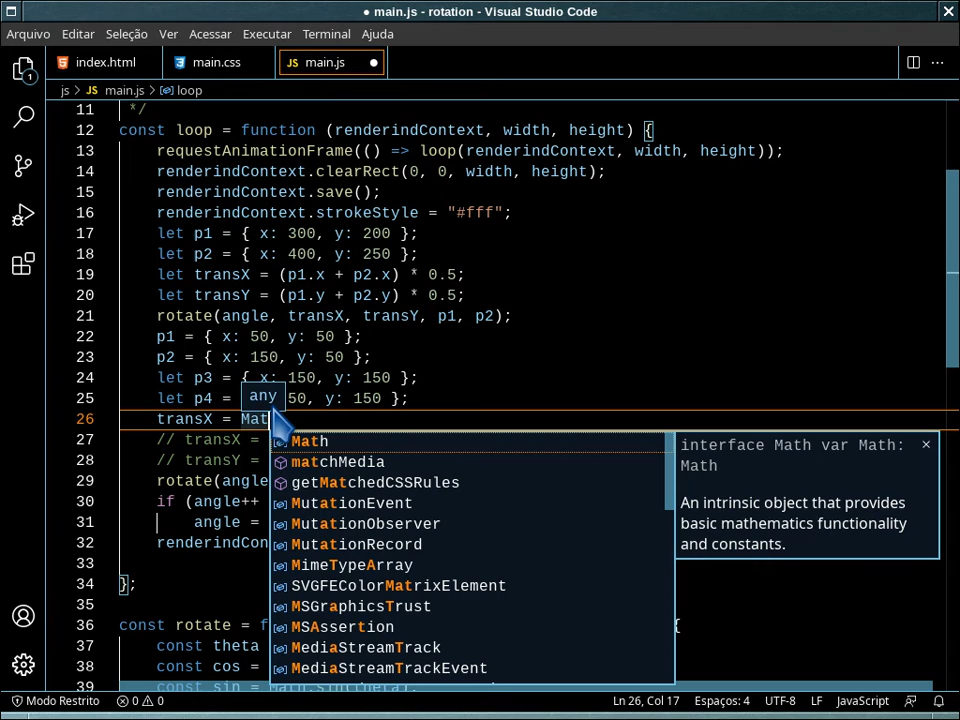 ● main.js - rotation - Visual Studio Code
Arquivo Editar Seleção Ver Acessar Executar Terminal Ajuda
index.html main.css JS main.js ●
js > JS main.js > loop
11 */
12 const loop = function (renderindContext, width, height) {
13 requestAnimationFrame(() => loop(renderindContext, width, height));
14 renderindContext.clearRect(0, 0, width, height);
15 renderindContext.save();
16 renderindContext.strokeStyle = "#fff";
17 let p1 = { x: 300, y: 200 };
18 let p2 = { x: 400, y: 250 };
19 let transX = (p1.x + p2.x) * 0.5;
20 let transY = (p1.y + p2.y) * 0.5;
21 rotate(angle, transX, transY, p1, p2);
22 p1 = { x: 50, y: 50 };
23 p2 = { x: 150, y: 50 };
24 let p3 = { x: 150, y: 150 };
any
25 let p4 = 50, y: 150 };
26 transX = Mat
27 // transX =
28 // transY =
29 rotate(angle
30 if (angle++
31 angle =
32 renderindCon
33
34 };
35
36 const rotate = f {
37 const theta
38 const cos =
39 const sin = Math.sin(theta).
Math
matchMedia
getMatchedCSSRules
MutationEvent
MutationObserver
MutationRecord
MimeTypeArray
SVGFEColorMatrixElement
MSGraphicsTrust
MSAssertion
MediaStreamTrack
MediaStreamTrackEvent
interface Math var Math: ×
Math
An intrinsic object that provides
basic mathematics functionality
and constants.
1
Modo Restrito 0 0 Ln 26, Col 17 Espaços: 4 UTF-8 LF JavaScript